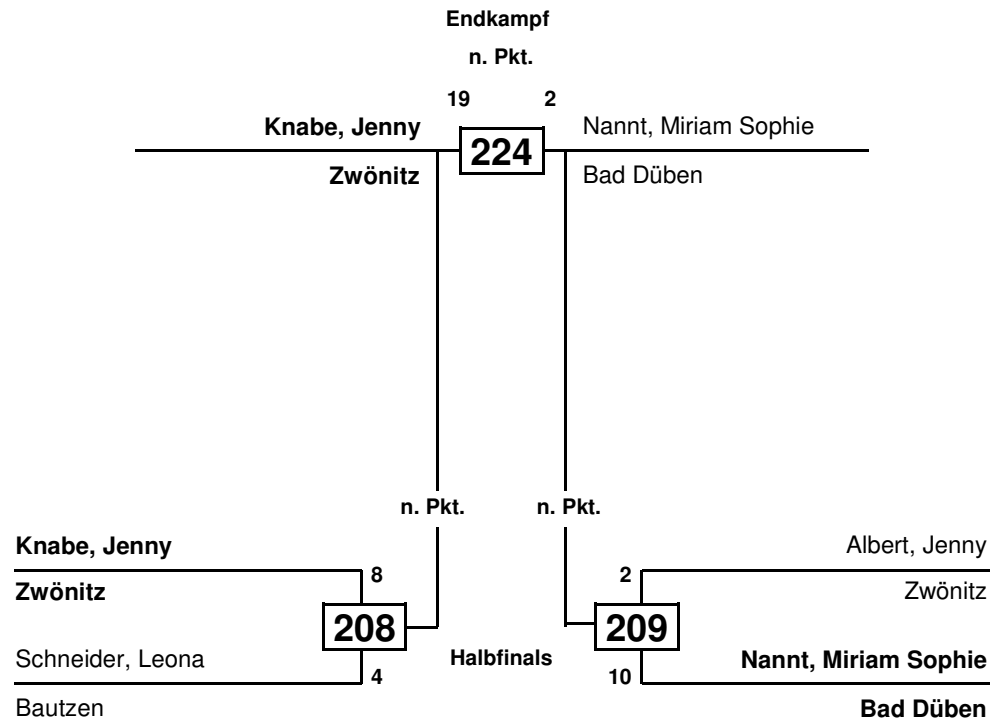 Endkampf
n. Pkt.
19 2
Knabe, Jenny 224 Nannt, Miriam Sophie
Zwönitz Bad Düben
n. Pkt. n. Pkt.
Knabe, Jenny Albert, Jenny
Zwönitz 8 2 Zwönitz
208 209
Schneider, Leona Halbfinals Nannt, Miriam Sophie
4 10
Bautzen Bad Düben